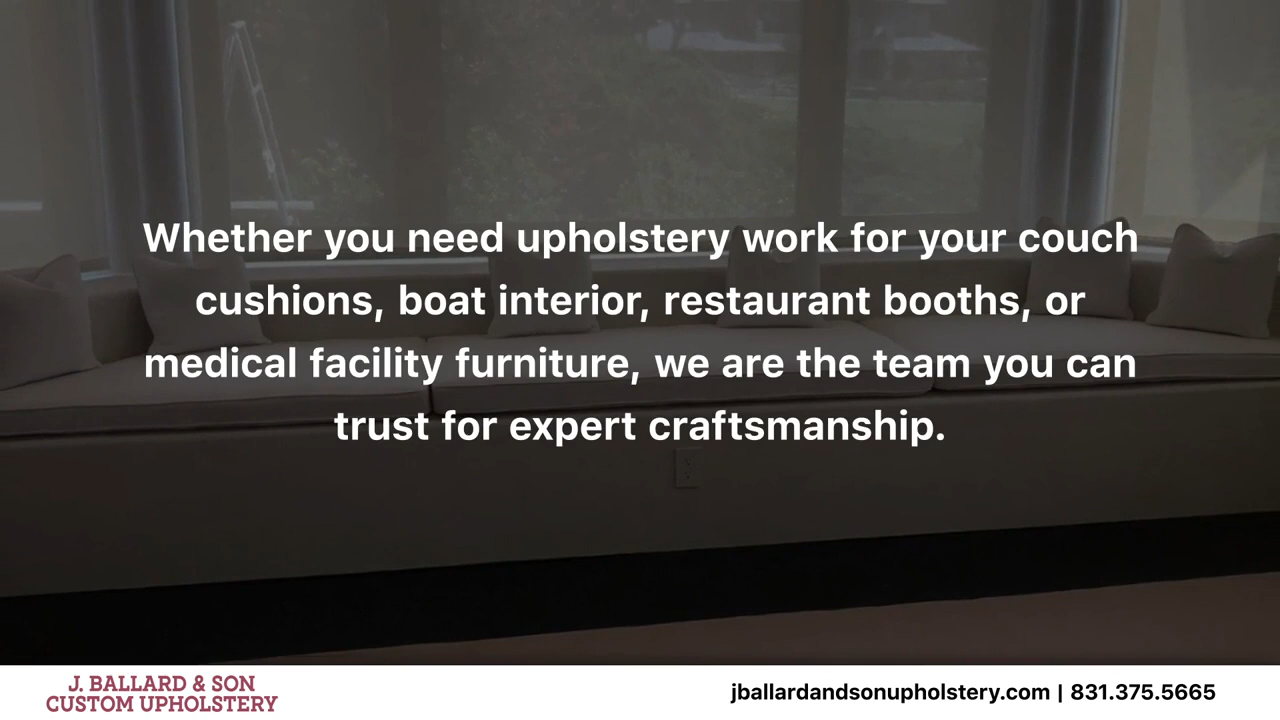 Whether you need upholstery work for your couch
cushions, boat interior, restaurant booths, or
medical facility furniture, we are the team you can
trust for expert craftsmanship.
J. BALLARD & SON
CUSTOM UPHOLSTERY
jballardandsonupholstery.com | 831.375.5665